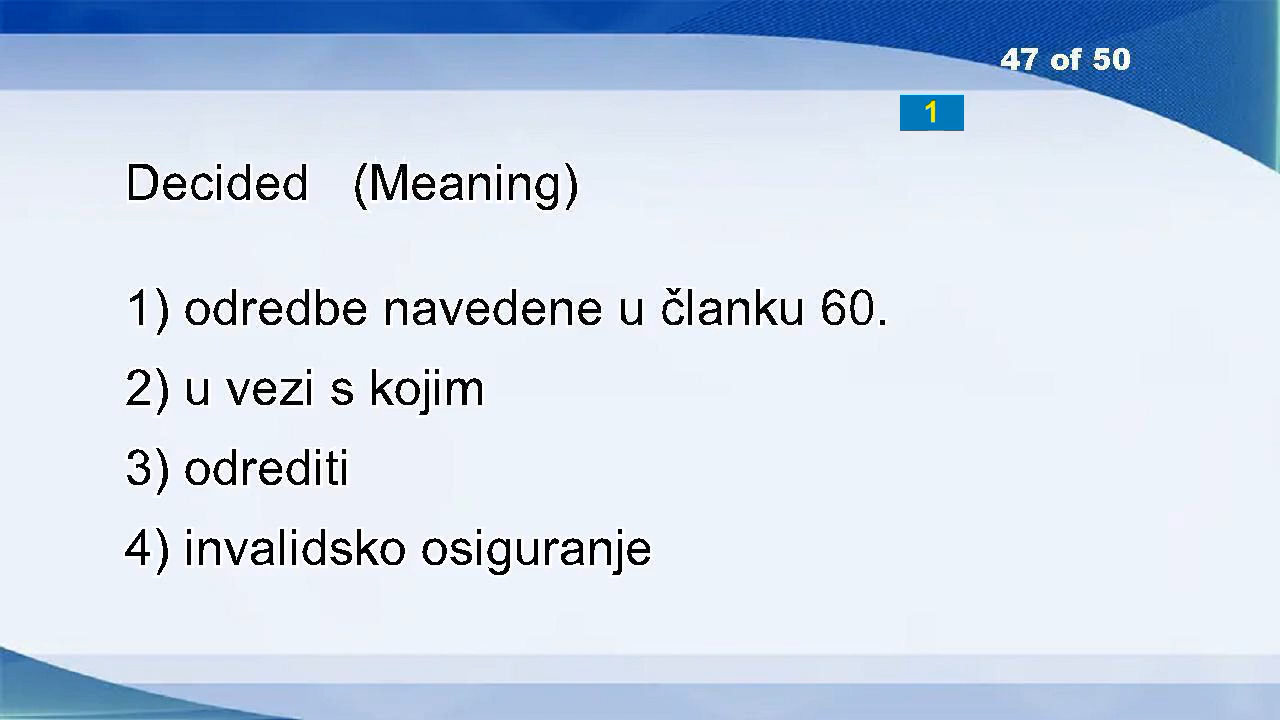 47 of 50
1
Decided (Meaning)
1) odredbe navedene u članku 60.
2) u vezi s kojim
3) odrediti
4) invalidsko osiguranje